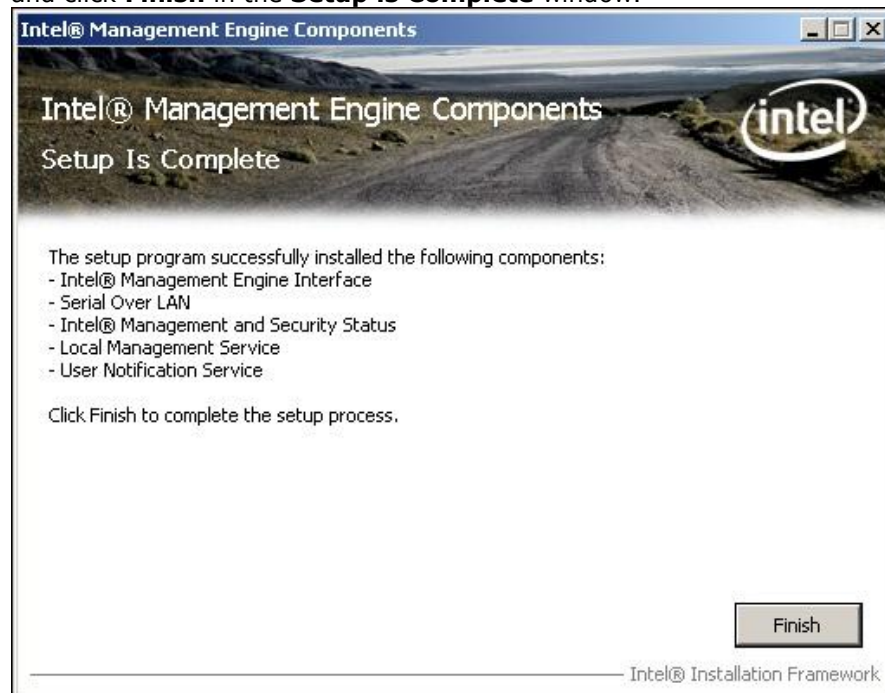 and click Finish in the Setup is Complete window.
Intel® Management Engine Components
Intel® Management Engine Components
intel
Setup Is Complete
The setup program successfully installed the following components:
- Intel® Management Engine Interface
- Serial Over LAN
- Intel® Management and Security Status
- Local Management Service
- User Notification Service
Click Finish to complete the setup process.
Finish
Intel® Installation Framework